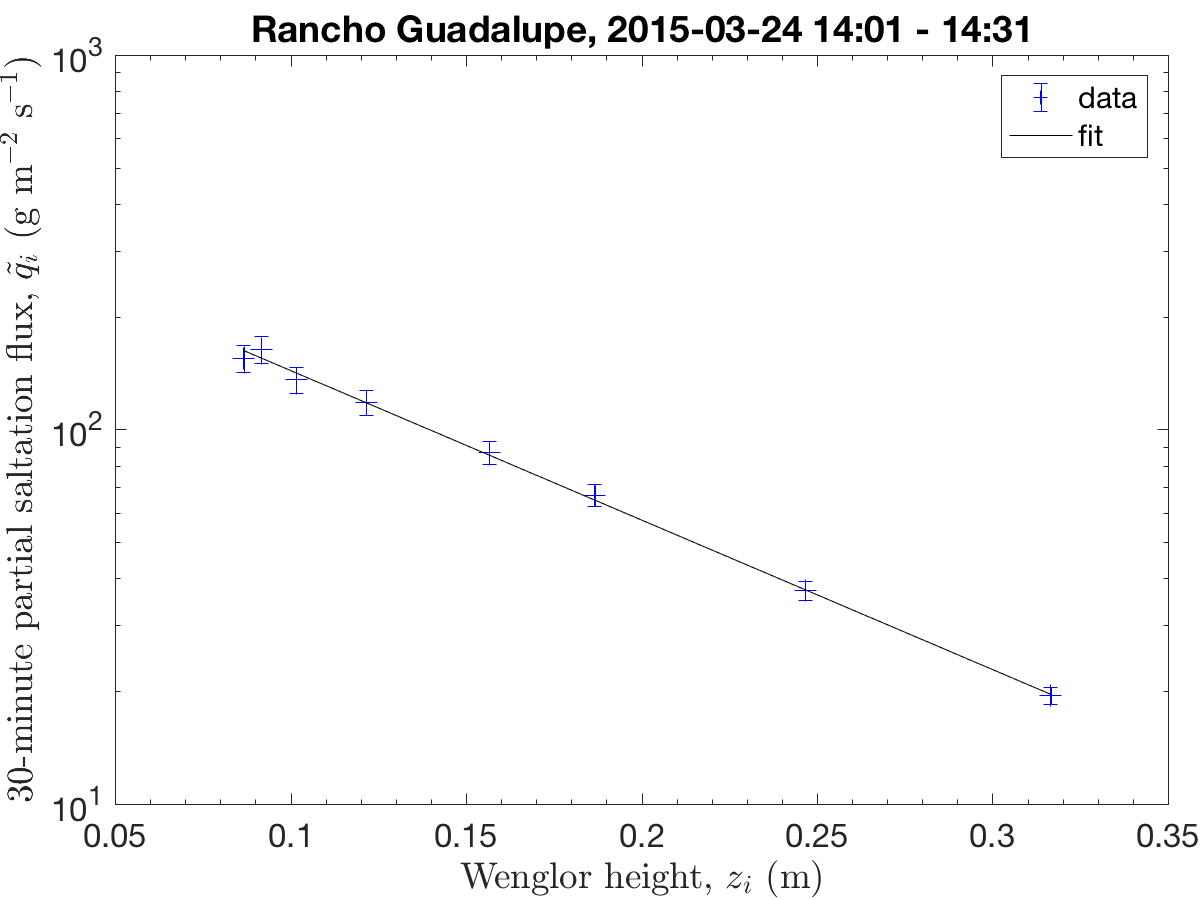 Rancho Guadalupe, 2015-03-24 14:01 - 14:31
30-minute partial saltation flux, q̃ᵢ (g m⁻² s⁻¹)
10³
10²
10¹
data
fit
0.05 0.1 0.15 0.2 0.25 0.3 0.35
Wenglor height, zᵢ (m)